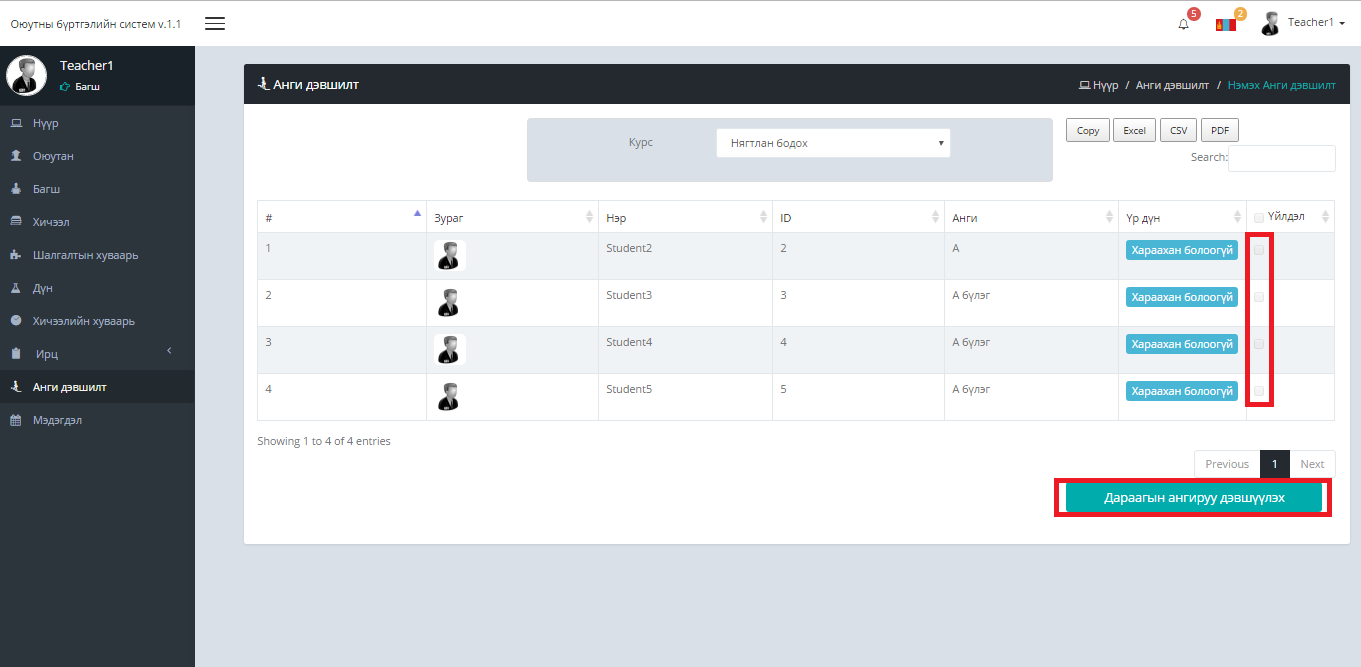 Оюутны бүртгэлийн систем v.1.1
5
2
Teacher1
Teacher1
Багш
Нүүр
Оюутан
Багш
Хичээл
Шалгалтын хуваарь
Дүн
Хичээлийн хуваарь
Ирц
Анги дэвшилт
Мэдэгдэл
Анги дэвшилт
Нүүр / Анги дэвшилт / Нэмэх Анги дэвшилт
Курс Нягтлан бодох
Copy Excel CSV PDF
Search:
# Зураг Нэр ID Анги Үр дүн Үйлдэл
1 Student2 2 А Хараахан болоогүй
2 Student3 3 А бүлэг Хараахан болоогүй
3 Student4 4 А бүлэг Хараахан болоогүй
4 Student5 5 А бүлэг Хараахан болоогүй
Showing 1 to 4 of 4 entries
Previous 1 Next
Дараагын ангируу дэвшүүлэх